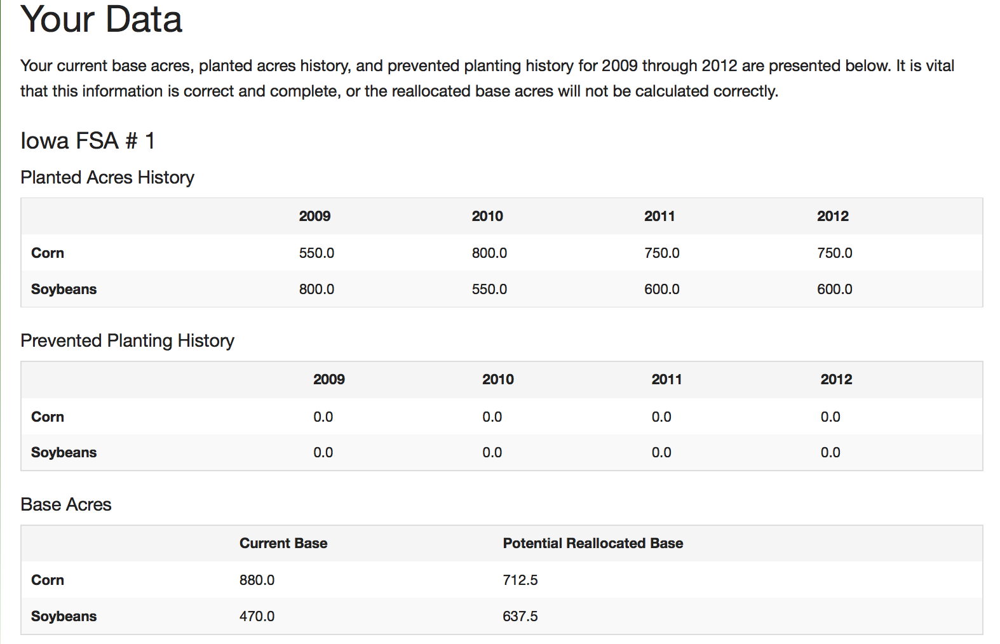 Your Data
Your current base acres, planted acres history, and prevented planting history for 2009 through 2012 are presented below. It is vital
that this information is correct and complete, or the reallocated base acres will not be calculated correctly.
Iowa FSA # 1
Planted Acres History
2009 2010 2011 2012
Corn 550.0 800.0 750.0 750.0
Soybeans 800.0 550.0 600.0 600.0
Prevented Planting History
2009 2010 2011 2012
Corn 0.0 0.0 0.0 0.0
Soybeans 0.0 0.0 0.0 0.0
Base Acres
Current Base Potential Reallocated Base
Corn 880.0 712.5
Soybeans 470.0 637.5